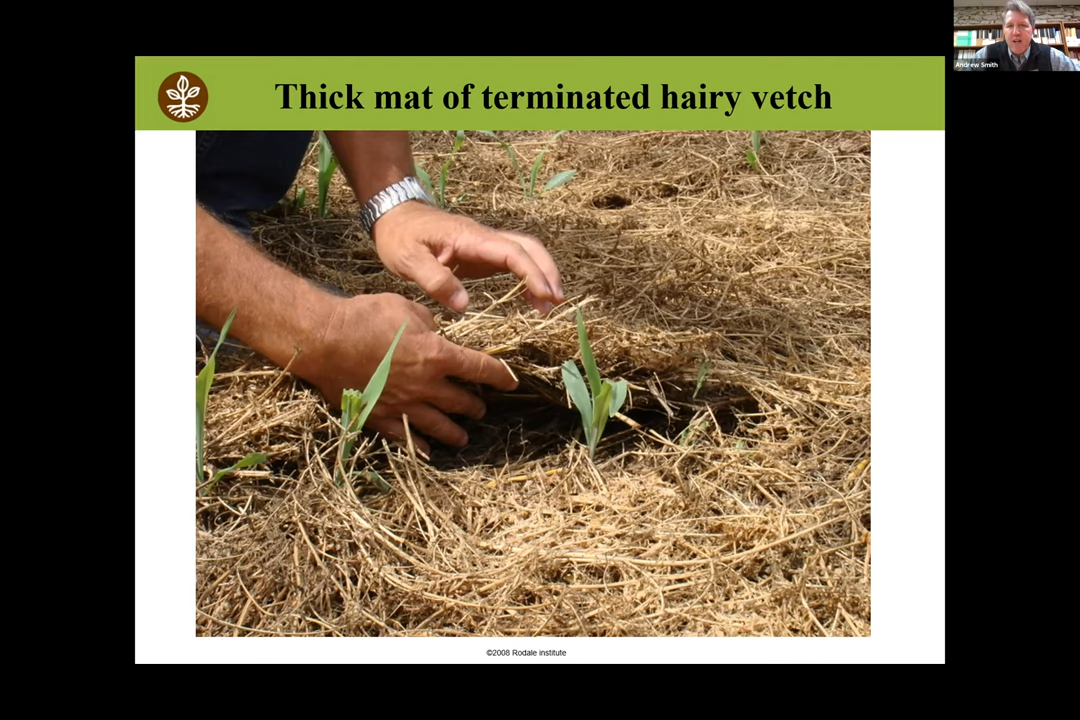 Andrew Smith
Thick mat of terminated hairy vetch
©2008 Rodale institute